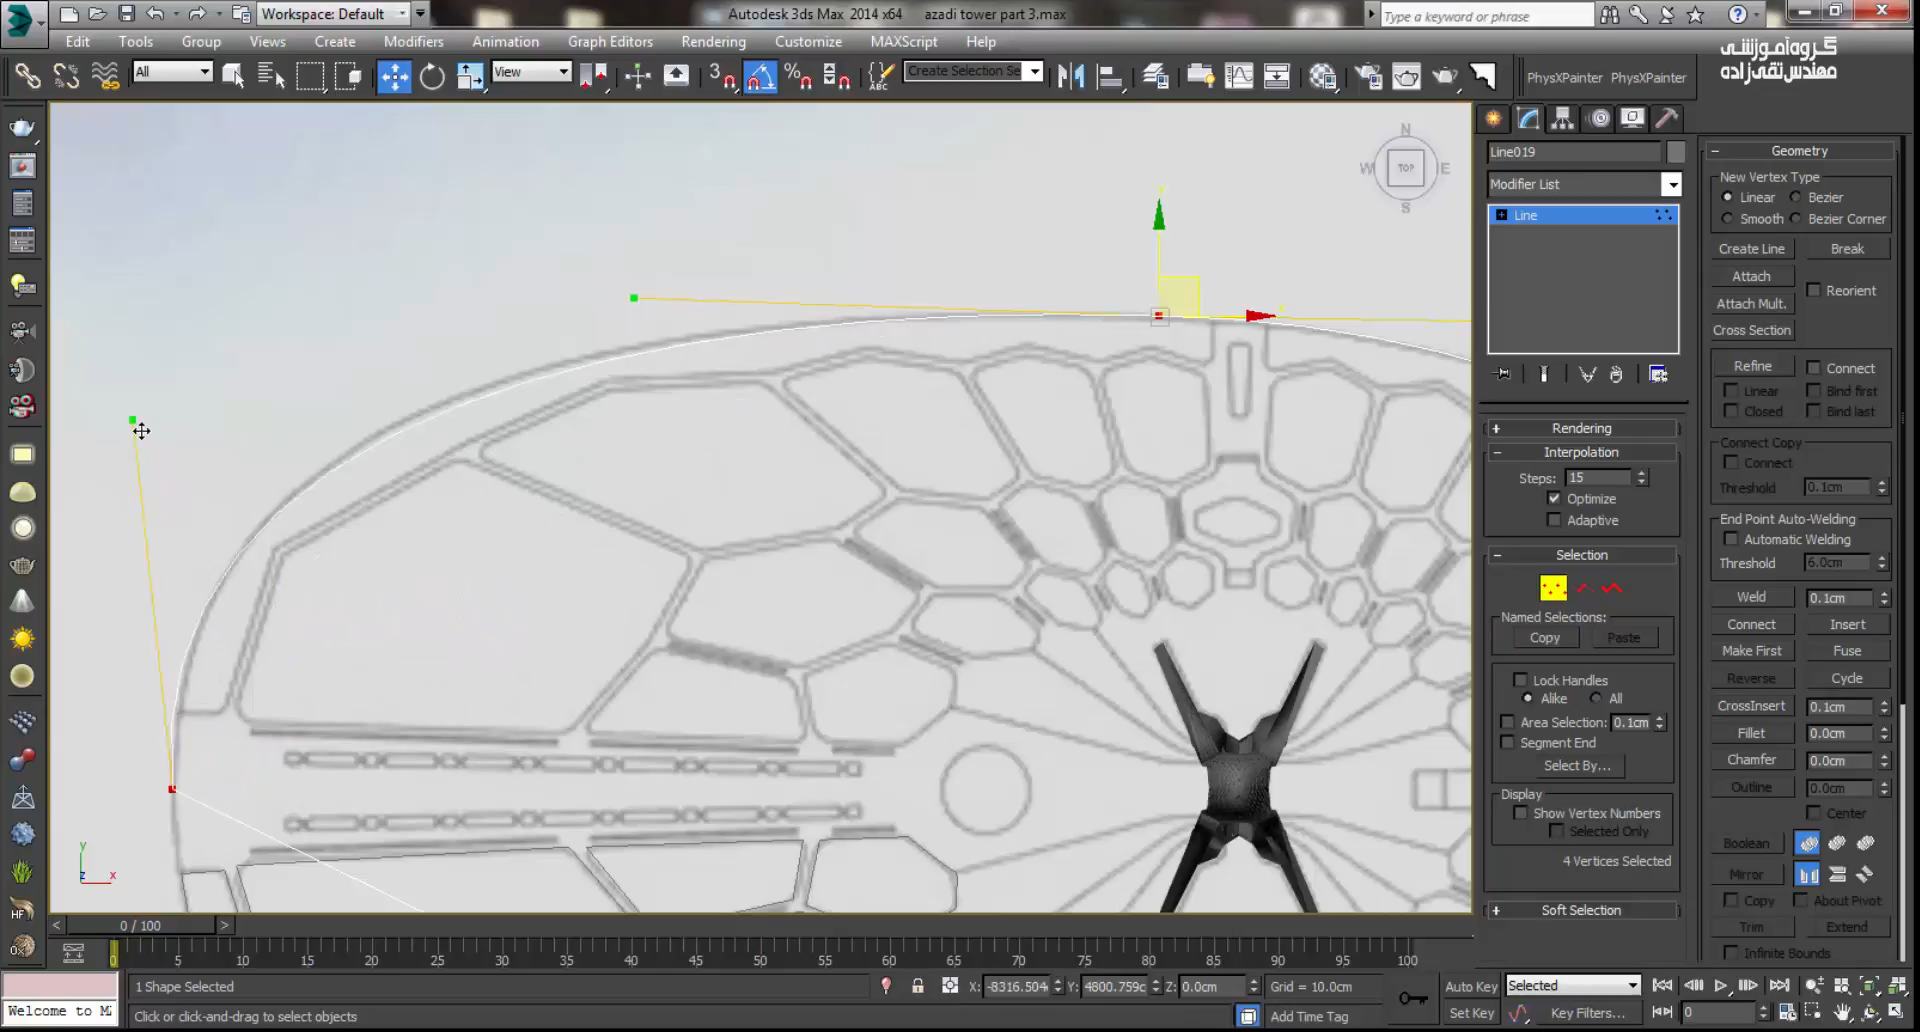 Workspace: Default
Autodesk 3ds Max 2014 x64
azadi tower part 3.max
Type a keyword or phrase
Edit
Tools
Group
Views
Create
Modifiers
Animation
Graph Editors
Rendering
Customize
MAXScript
Help
گروه آموزشی
مهندس تقی زاده
All
View
3
ABC
Create Selection Se
PhysXPainter
PhysXPainter
N
W
TOP
E
S
Line019
Modifier List
Line
Rendering
Interpolation
Steps: 15
Optimize
Adaptive
Selection
Named Selections:
Copy
Paste
Lock Handles
Alike
All
Area Selection: 0.1cm
Segment End
Select By...
Display
Show Vertex Numbers
Selected Only
4 Vertices Selected
Soft Selection
Geometry
New Vertex Type
Linear
Bezier
Smooth
Bezier Corner
Create Line
Break
Attach
Reorient
Attach Mult.
Cross Section
Refine
Connect
Linear
Bind first
Closed
Bind last
Connect Copy
Connect
Threshold 0.1cm
End Point Auto-Welding
Automatic Welding
Threshold 6.0cm
Weld 0.1cm
Connect
Insert
Make First
Fuse
Reverse
Cycle
CrossInsert 0.1cm
Fillet 0.0cm
Chamfer 0.0cm
Outline 0.0cm
Center
Boolean
Mirror
Copy
About Pivot
Trim
Extend
Infinite Bounds
y
z
x
HF
0 / 100
0 5 10 15 20 25 30 35 40 45 50 55 60 65 70 75 80 85 90 95 100
1 Shape Selected
X: -8316.504
Y: 4800.759c
Z: 0.0cm
Grid = 10.0cm
Auto Key
Selected
Welcome to M
Click or click-and-drag to select objects
Add Time Tag
Set Key
Key Filters...
0